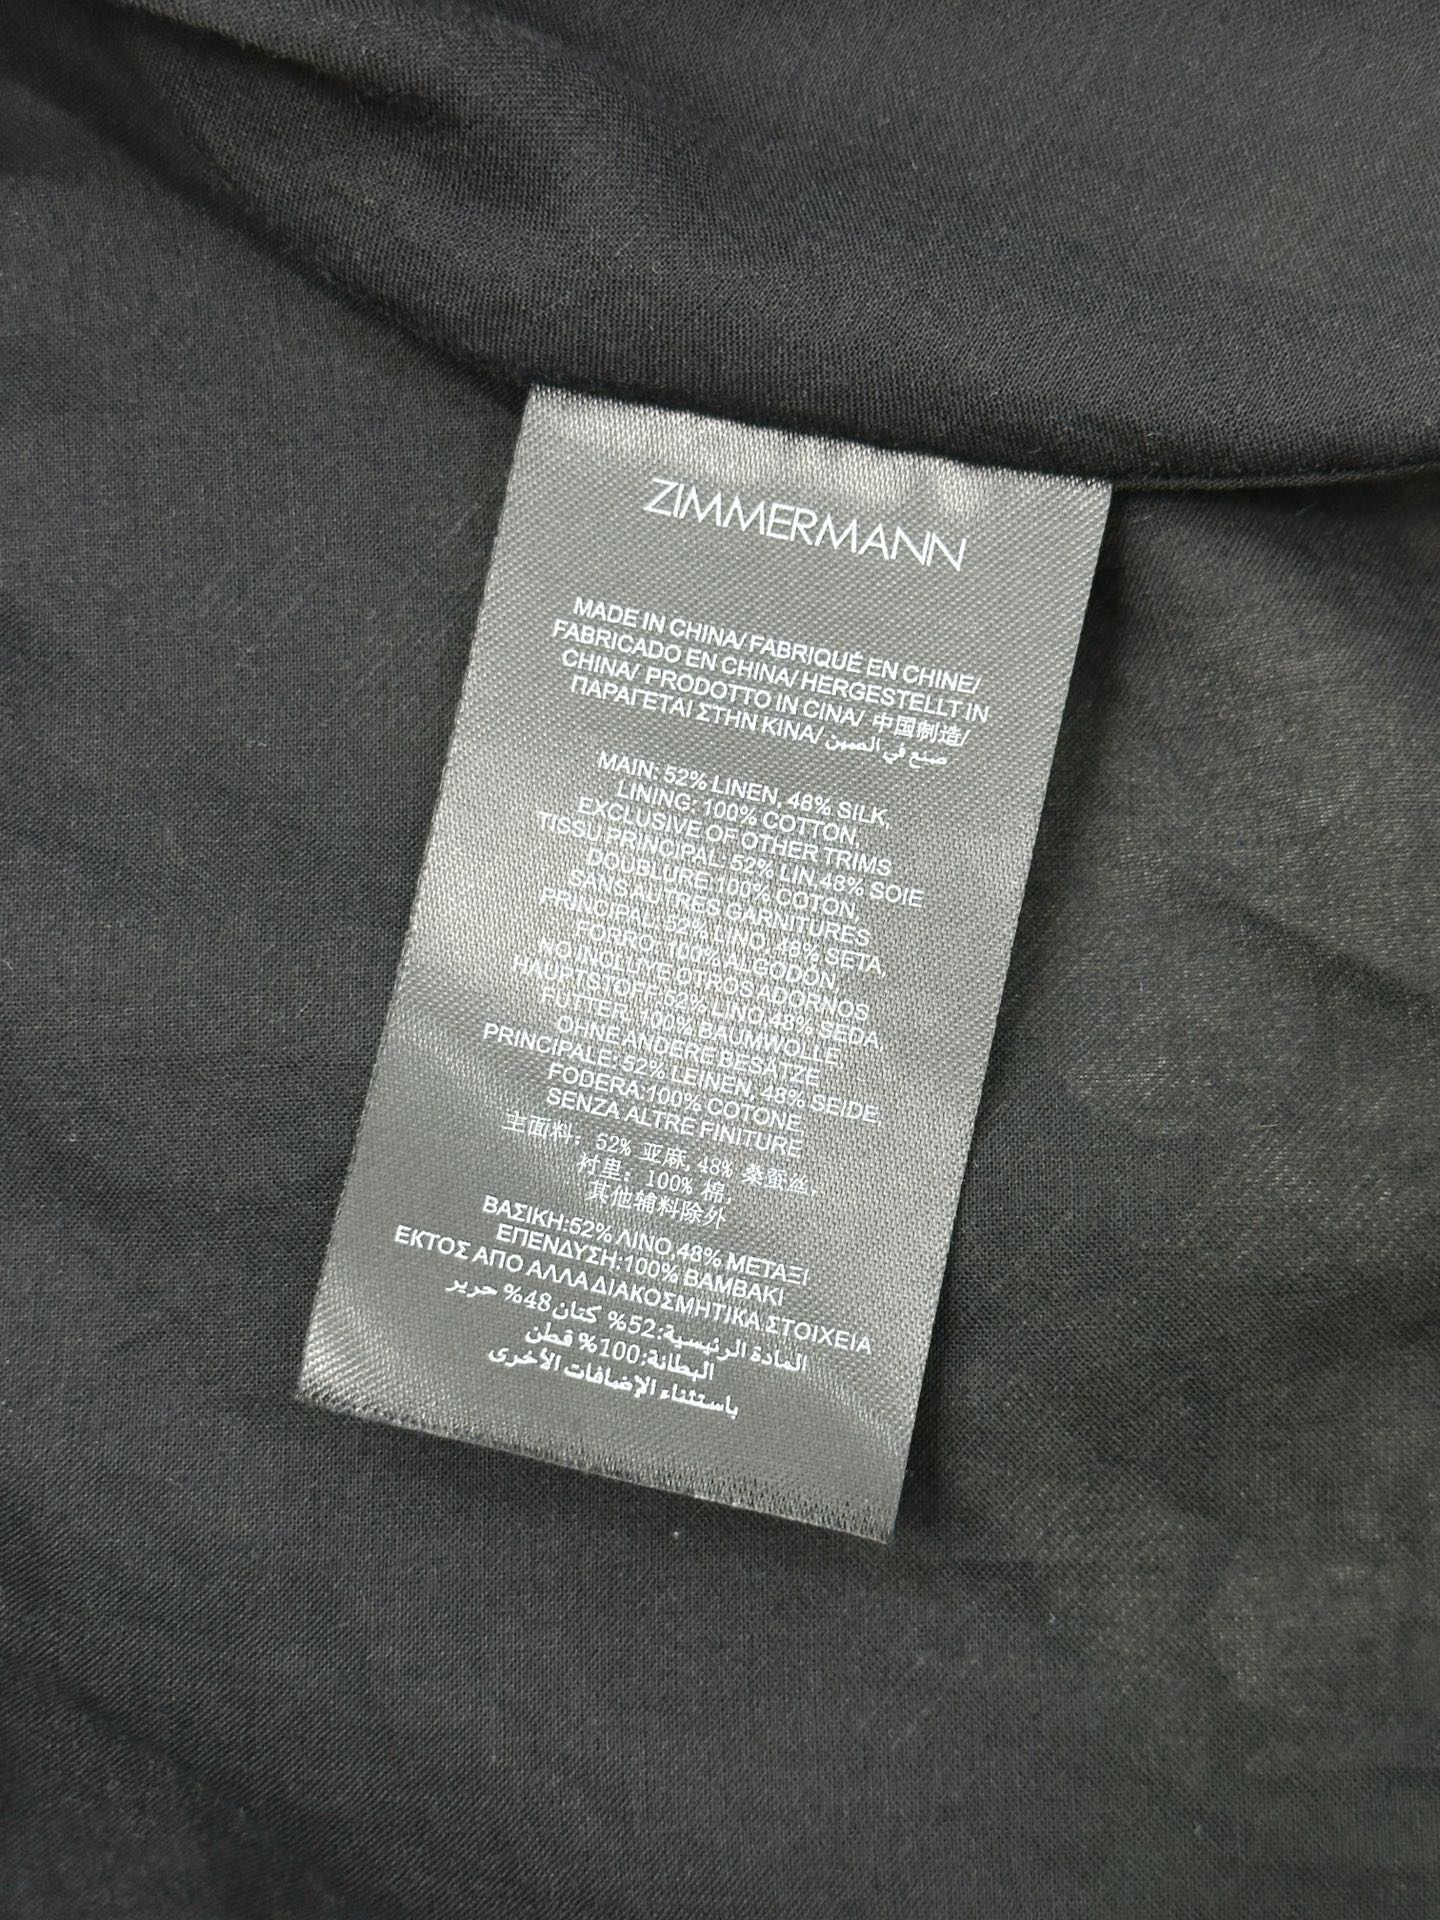 ZIMMERMANN
MADE IN CHINA/ FABRIQUÉ EN CHINE/
FABRICADO EN CHINA/ HERGESTELLT IN
CHINA/ PRODOTTO IN CINA/ 中国制造/
ΠΑΡΑΓΕΤΑΙ ΣΤΗΝ ΚΙΝΑ/ صنع في الصين
MAIN: 52% LINEN, 48% SILK,
LINING: 100% COTTON,
EXCLUSIVE OF OTHER TRIMS
TISSU PRINCIPAL: 52% LIN,48% SOIE
DOUBLURE:100% COTON,
SANS AUTRES GARNITURES
PRINCIPAL: 52% LINO,48% SETA,
FORRO: 100% ALGODÓN,
NO INCLUYE OTROS ADORNOS
HAUPTSTOFF:52% LINO,48% SEDA,
FUTTER: 100% BAUMWOLLE
OHNE ANDERE BESÄTZE
PRINCIPALE: 52% LEINEN, 48% SEIDE,
FODERA:100% COTONE
SENZA ALTRE FINITURE
主面料: 52% 亚麻, 48% 桑蚕丝,
衬里: 100% 棉,
其他辅料除外
ΒΑΣΙΚΗ:52% ΛΙΝΟ,48% ΜΕΤΑΞΙ
ΕΠΕΝΔΥΣΗ:100% ΒΑΜΒΑΚΙ
ΕΚΤΟΣ ΑΠΟ ΑΛΛΑ ΔΙΑΚΟΣΜΗΤΙΚΑ ΣΤΟΙΧΕΙΑ
المادة الرئيسية:52% كتان48% حرير
البطانة:100% قطن
باستثناء الإضافات الأخرى